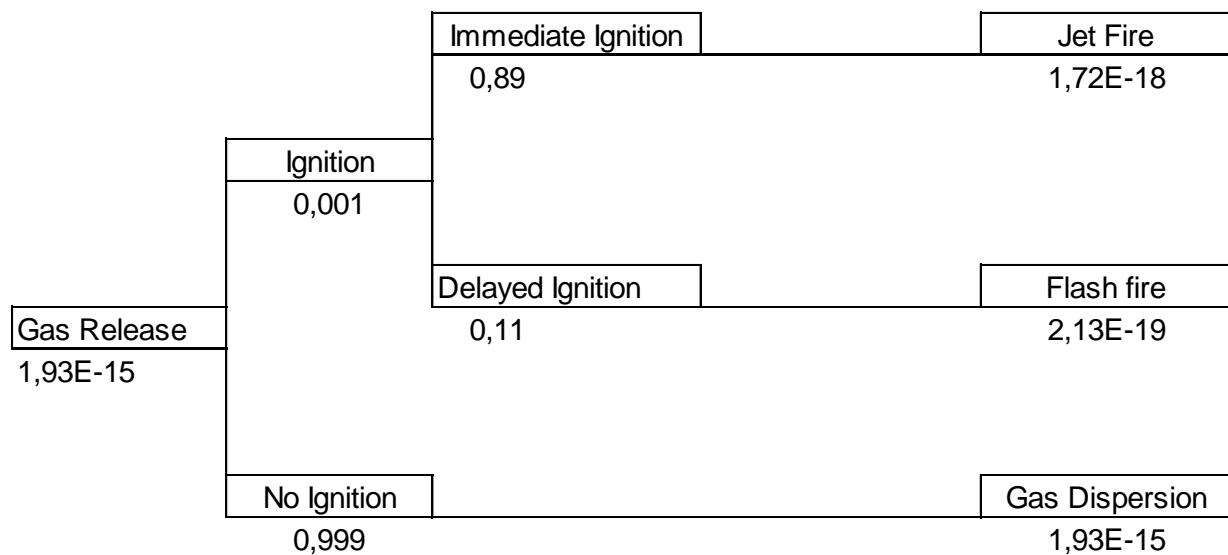 Immediate Ignition
Jet Fire
0,89
1,72E-18
Ignition
0,001
Delayed Ignition
Flash fire
0,11
2,13E-19
Gas Release
1,93E-15
No Ignition
Gas Dispersion
0,999
1,93E-15